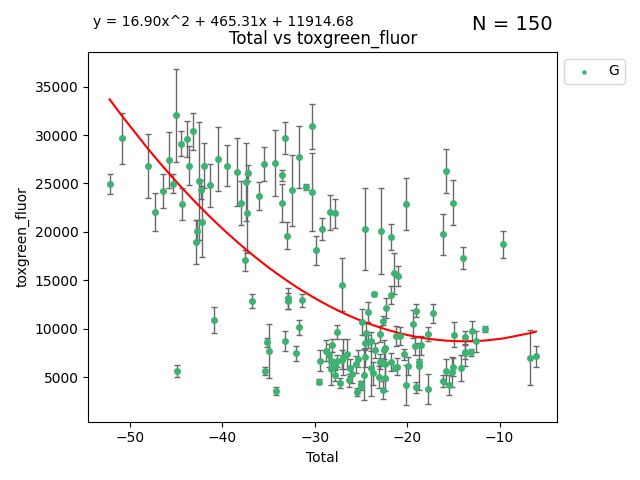 y = 16.90x^2 + 465.31x + 11914.68
N = 150
Total vs toxgreen_fluor
G
toxgreen_fluor
35000
30000
25000
20000
15000
10000
5000
−50
−40
−30
−20
−10
Total